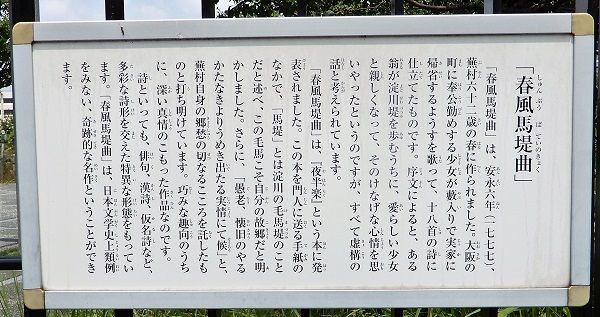 「春風馬堤曲」
「春風馬堤曲」は、安永六年（一七七七）、
蕪村六十二歳の春に作られました。大阪の
町に奉公勤めする少女が藪入りで実家に
帰省するようすを歌って、十八首の詩に
仕立てたものです。序文によると、ある
翁が淀川堤を歩むうちに、愛らしい少女
と親しくなって、そのけなげな心情を思
いやったというのですが、すべて虚構の
話と考えられています。
「春風馬堤曲」は、『夜半楽』という本に発
表されました。この本を門人に送る手紙の
なかで、「馬堤」とは淀川の毛馬堤のこと
だと述べ、この毛馬こそ自分の故郷だと明
かしました。さらに、「愚老、懐旧のやる
かたなきよりうめき出たる実情にて候」と、
蕪村自身の郷愁の切なるこころを託したも
のと打ち明けています。巧みな趣向のうち
に、深い真情のこもった作品なのです。
詩といっても、俳句、漢詩、仮名詩など、
多彩な詩形を交えた特異な形態をもってい
ます。「春風馬堤曲」は、日本文学史上類例
をみない、奇跡的な名作ということができ
ます。